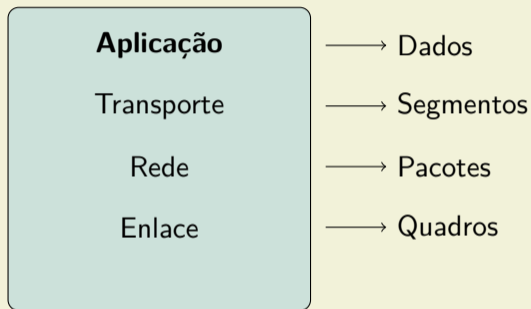 Aplicação → Dados
Transporte → Segmentos
Rede → Pacotes
Enlace → Quadros